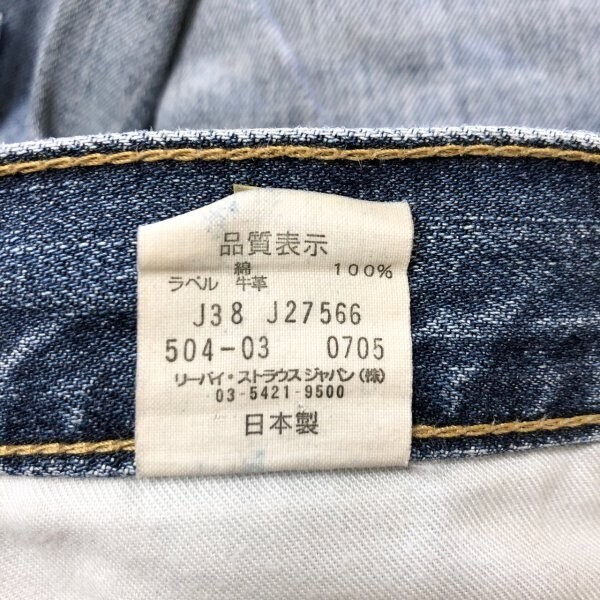 品質表示
綿 100%
ラベル 牛革
J38 J27566
504-03 0705
リーバイ・ストラウスジャパン(株)
03-5421-9500
日本製